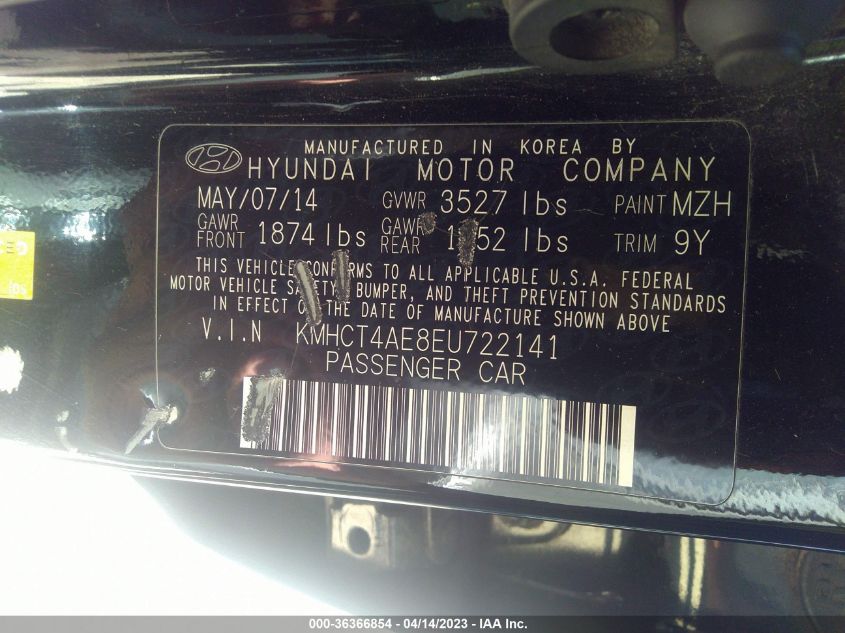 MANUFACTURED IN KOREA BY
HYUNDAI MOTOR COMPANY
MAY/07/14 GVWR 3527 lbs PAINT MZH
GAWR FRONT 1874 lbs GAWR REAR lbs TRIM 9Y
THIS VEHICLE CONFORMS TO ALL APPLICABLE U.S.A. FEDERAL
MOTOR VEHICLE SAFETY, BUMPER, AND THEFT PREVENTION STANDARDS
IN EFFECT ON THE DATE OF MANUFACTURE SHOWN ABOVE
V.I.N KMHCT4AE8EU722141
PASSENGER CAR
000-36366854 - 04/14/2023 - IAA Inc.